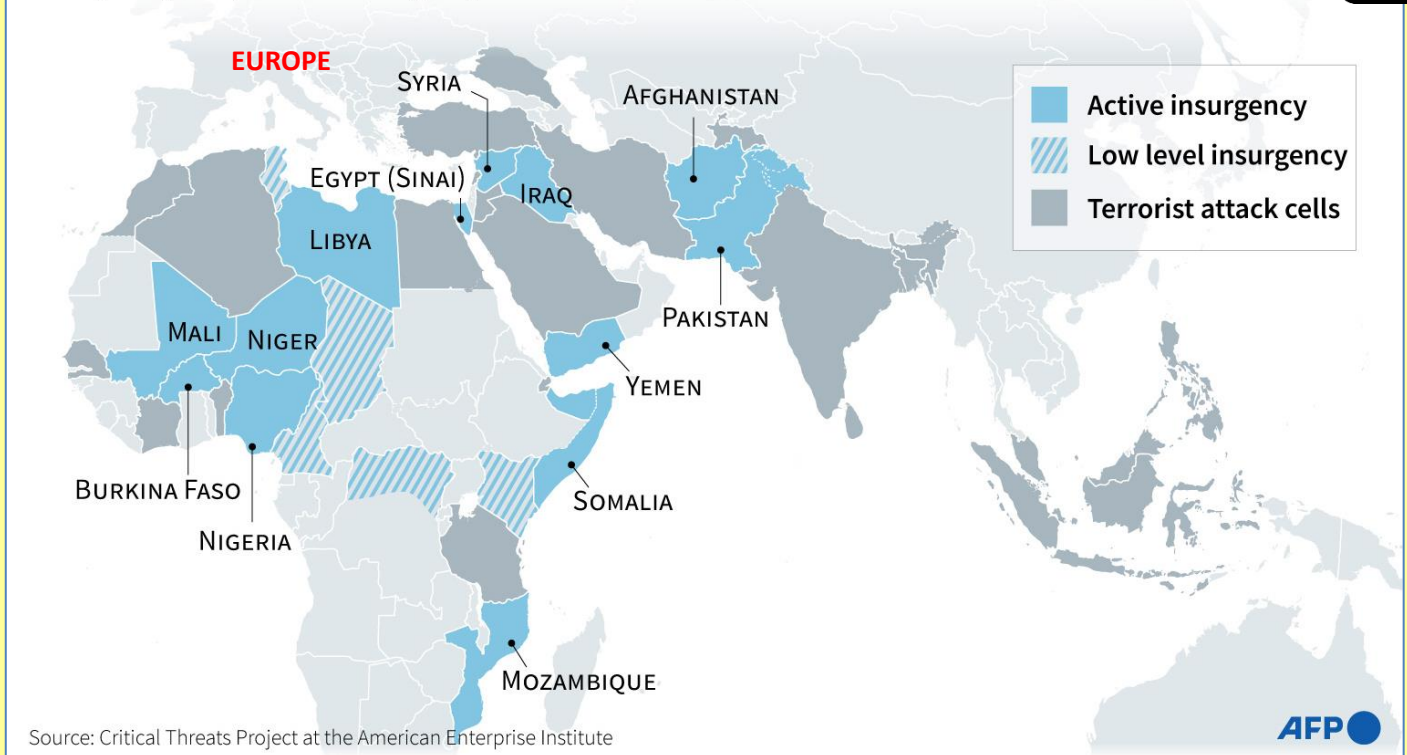 EUROPE
SYRIA
AFGHANISTAN
Active insurgency
Low level insurgency
Terrorist attack cells
EGYPT (SINAI)
IRAQ
LIBYA
PAKISTAN
MALI
NIGER
YEMEN
BURKINA FASO
SOMALIA
NIGERIA
MOZAMBIQUE
Source: Critical Threats Project at the American Enterprise Institute
AFP